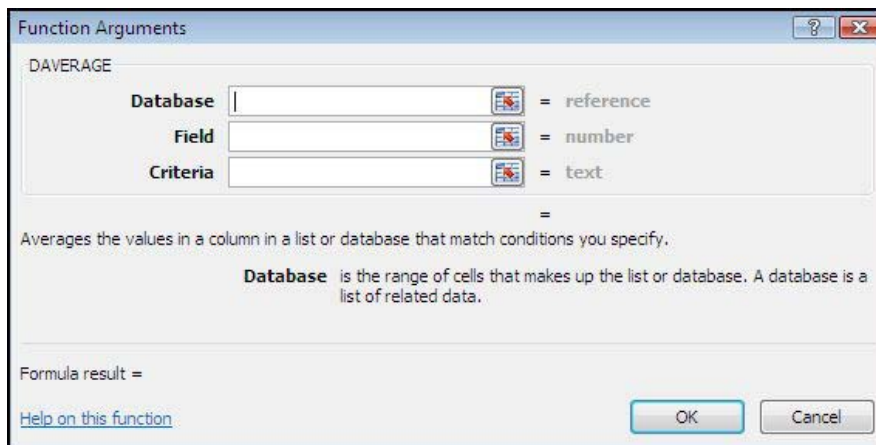 Function Arguments
DAVERAGE
Database = reference
Field = number
Criteria = text
=
Averages the values in a column in a list or database that match conditions you specify.
Database is the range of cells that makes up the list or database. A database is a
list of related data.
Formula result =
Help on this function OK Cancel